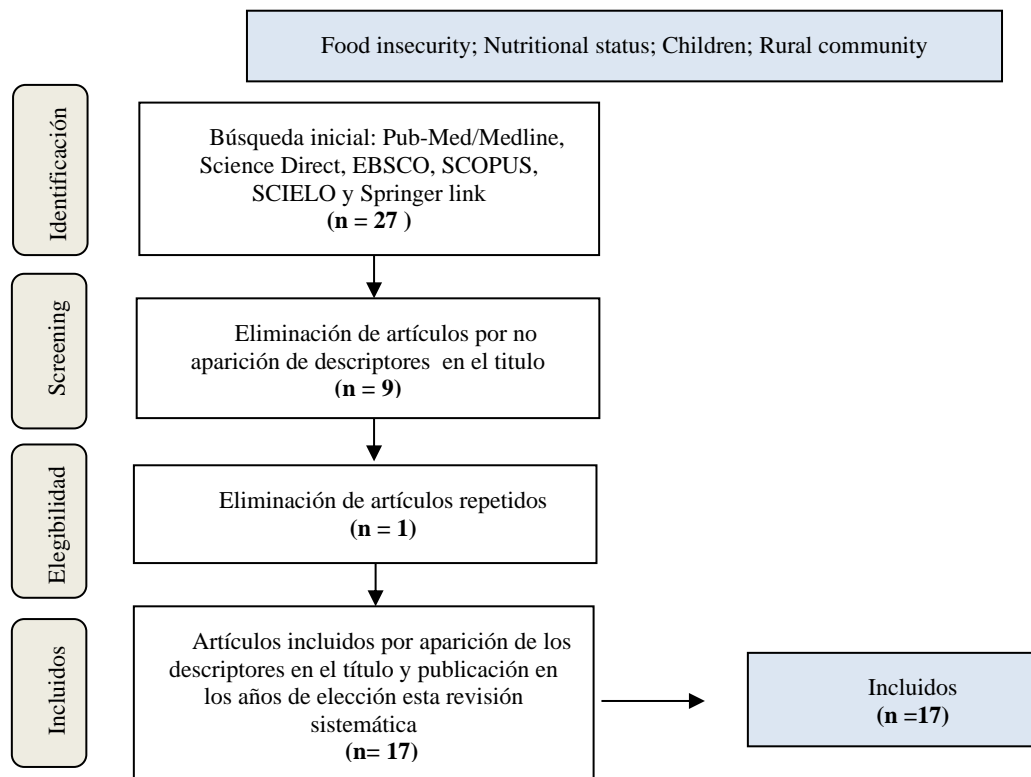 Food insecurity; Nutritional status; Children; Rural community
Identificación
Búsqueda inicial: Pub-Med/Medline,
Science Direct, EBSCO, SCOPUS,
SCIELO y Springer link
(n = 27 )
Screening
Eliminación de artículos por no
aparición de descriptores en el titulo
(n = 9)
Elegibilidad
Eliminación de artículos repetidos
(n = 1)
Incluidos
Artículos incluidos por aparición de los
descriptores en el título y publicación en
los años de elección esta revisión
sistemática
(n= 17)
Incluidos
(n =17)